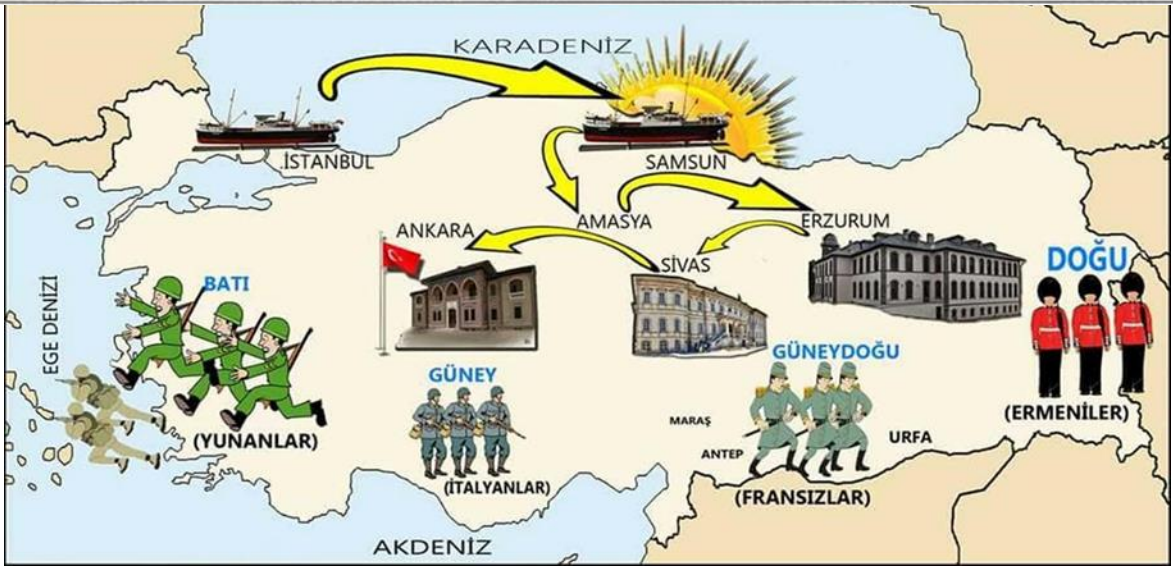 KARADENİZ
.İSTANBUL
SAMSUN
AMASYA
ERZURUM
ANKARA
SİVAS
DOĞU
BATI
EGE DENİZİ
GÜNEYDOĞU
GÜNEY
(ERMENİLER)
MARAŞ
(YUNANLAR)
URFA
ANTEP
(İTALYANLAR)
(FRANSIZLAR)
AKDENİZ